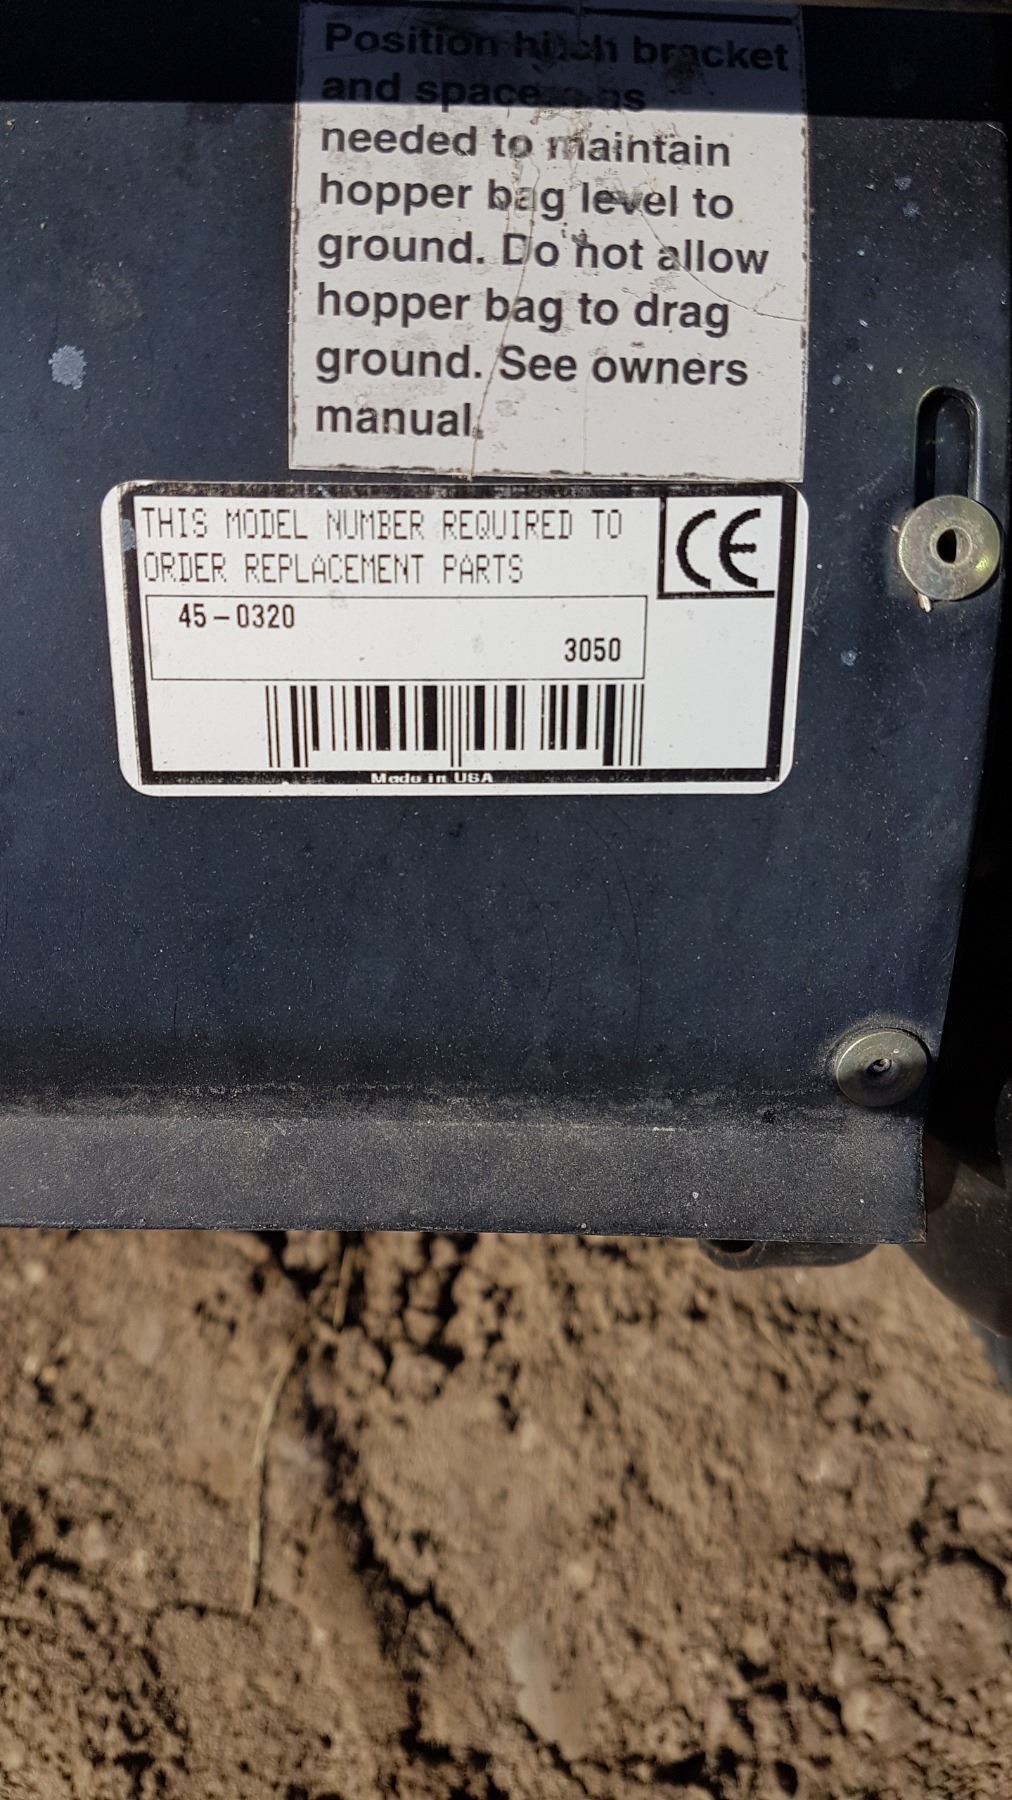 Position hitch bracket
and spacers as
needed to maintain
hopper bag level to
ground. Do not allow
hopper bag to drag
ground. See owners
manual.
THIS MODEL NUMBER REQUIRED TO
ORDER REPLACEMENT PARTS
CE
45-0320
3050
Made in USA